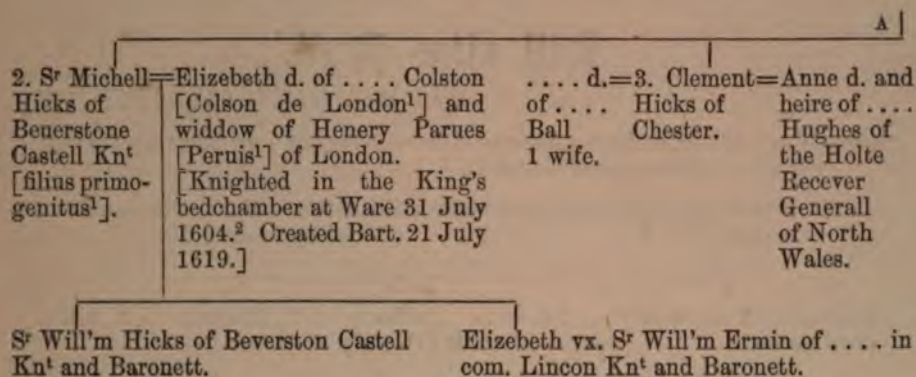 A
2. Sʳ Michell=Elizebeth d. of . . . . Colston
Hicks of [Colson de London¹] and
Beuerstone widdow of Henery Parues
Castell Knᵗ [Peruis¹] of London.
[filius primo- [Knighted in the King's
genitus¹]. bedchamber at Ware 31 July
1604.² Created Bart. 21 July
1619.]
. . . . d.=3. Clement=Anne d. and
of . . . . Hicks of heire of . . . .
Ball Chester. Hughes of
1 wife. the Holte
Recever
Generall
of North
Wales.
Sʳ Will'm Hicks of Beverston Castell
Knᵗ and Baronett.
Elizebeth vx. Sʳ Will'm Ermin of . . . . in
com. Lincon Knᵗ and Baronett.